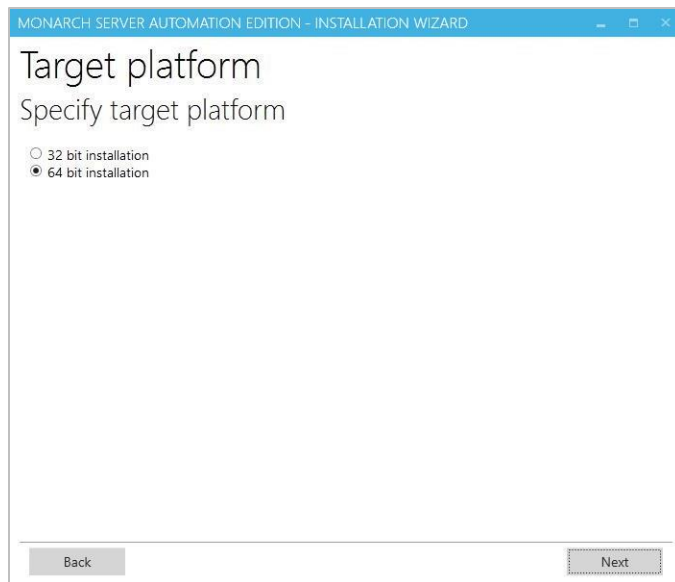 MONARCH SERVER AUTOMATION EDITION - INSTALLATION WIZARD
Target platform
Specify target platform
32 bit installation
64 bit installation
Back
Next